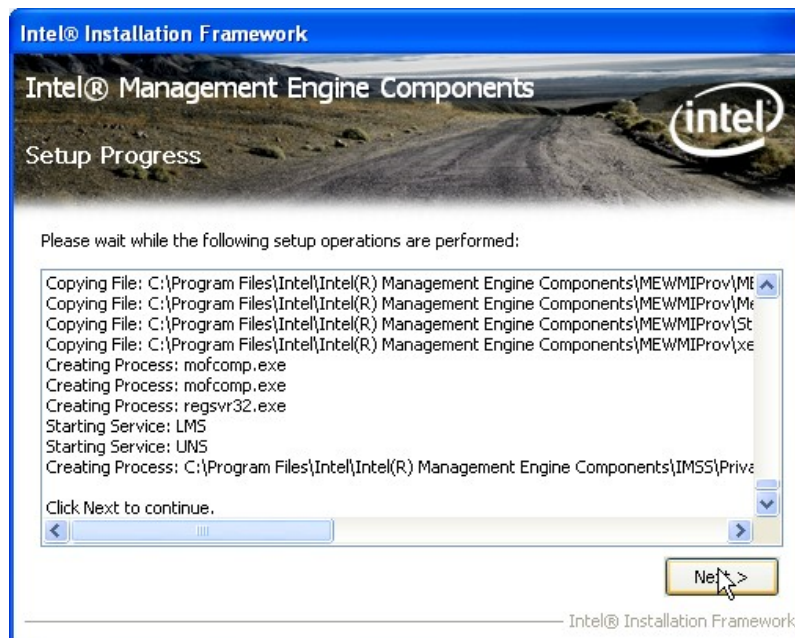 Intel® Installation Framework
Intel® Management Engine Components
intel
Setup Progress
Please wait while the following setup operations are performed:
Copying File: C:\Program Files\Intel\Intel(R) Management Engine Components\MEWMIProv\ME
Copying File: C:\Program Files\Intel\Intel(R) Management Engine Components\MEWMIProv\Me
Copying File: C:\Program Files\Intel\Intel(R) Management Engine Components\MEWMIProv\St
Copying File: C:\Program Files\Intel\Intel(R) Management Engine Components\MEWMIProv\xe
Creating Process: mofcomp.exe
Creating Process: mofcomp.exe
Creating Process: regsvr32.exe
Starting Service: LMS
Starting Service: UNS
Creating Process: C:\Program Files\Intel\Intel(R) Management Engine Components\IMSS\Priva
Click Next to continue.
Next >
Intel® Installation Framework